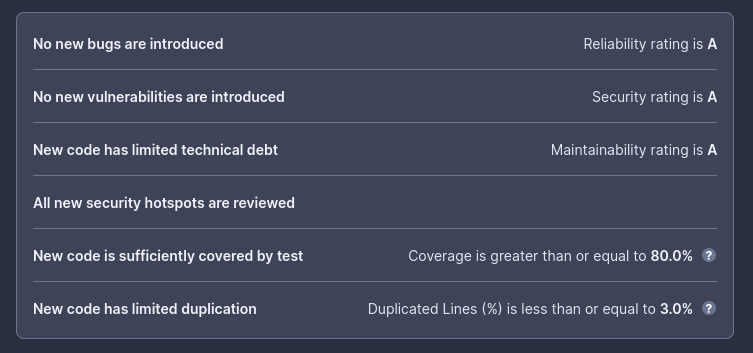 No new bugs are introduced Reliability rating is A
No new vulnerabilities are introduced Security rating is A
New code has limited technical debt Maintainability rating is A
All new security hotspots are reviewed
New code is sufficiently covered by test Coverage is greater than or equal to 80.0% ?
New code has limited duplication Duplicated Lines (%) is less than or equal to 3.0% ?